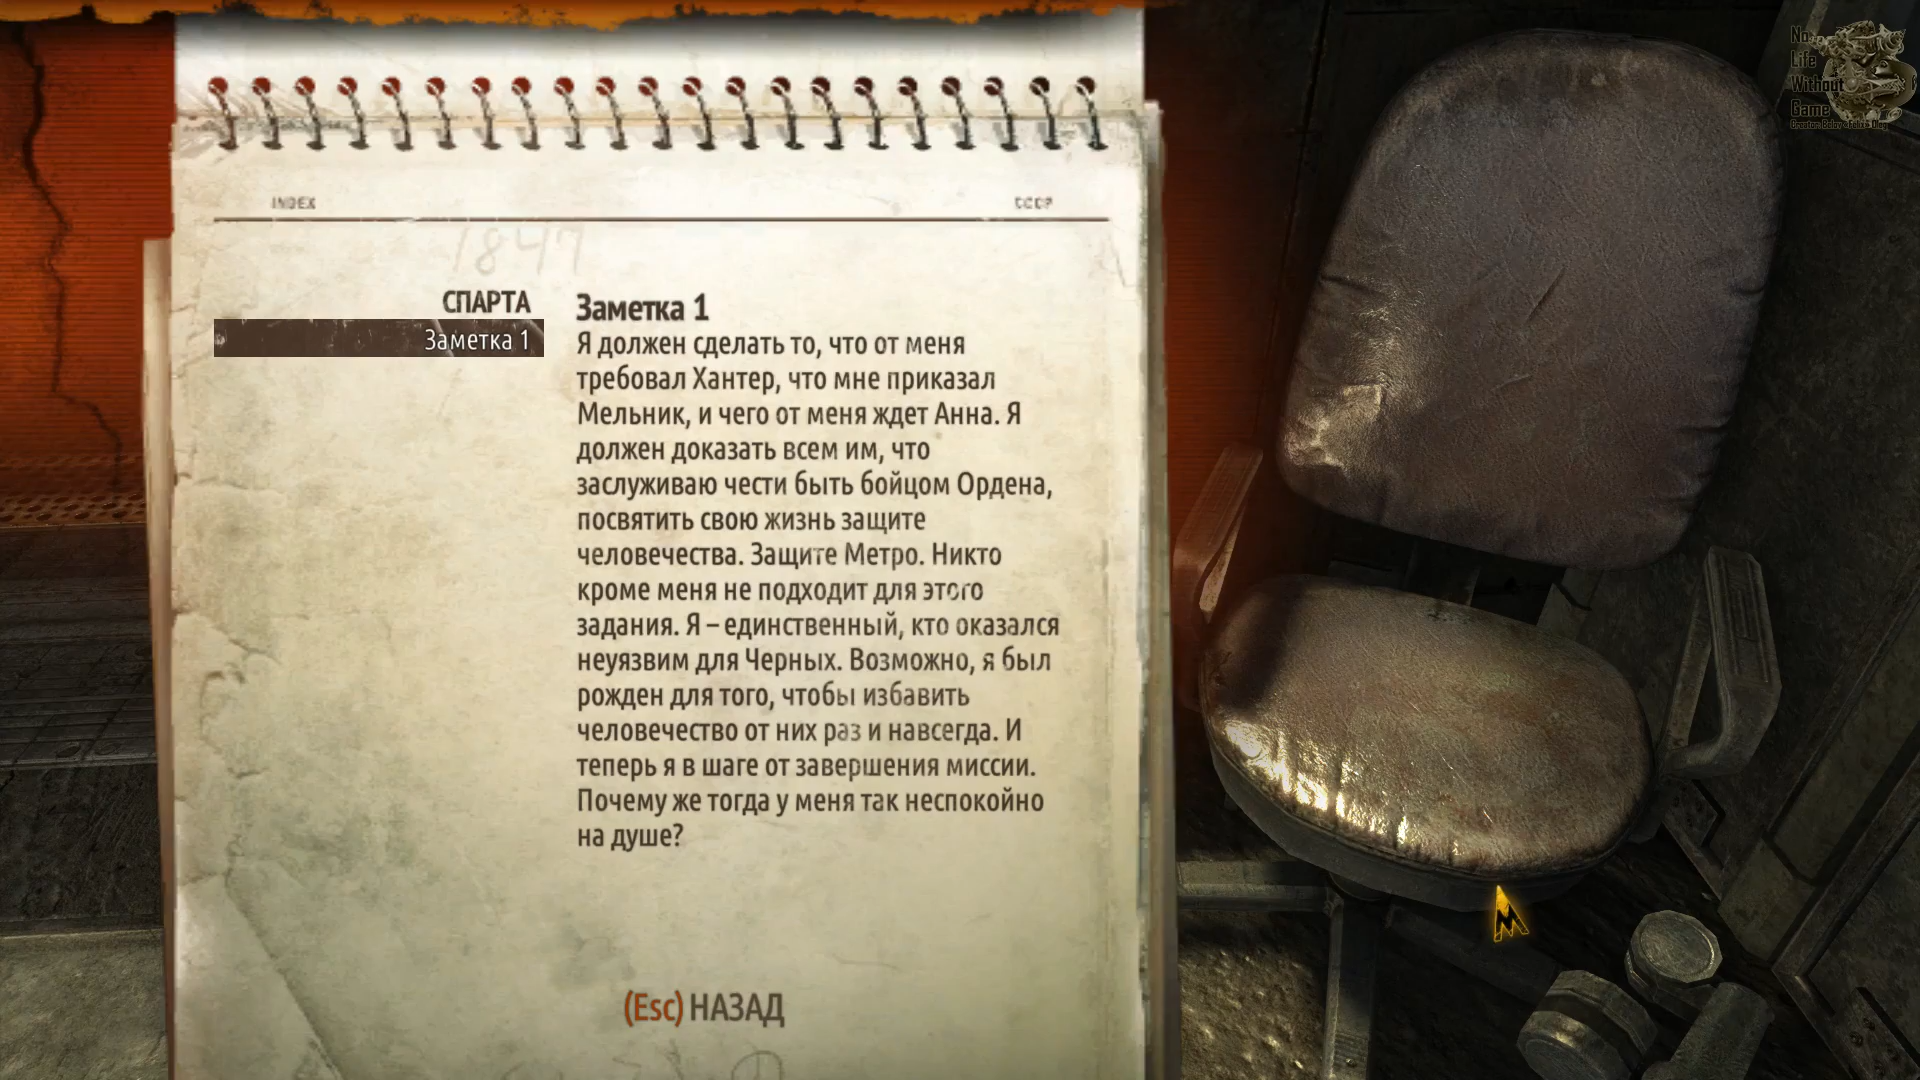 No
Life
Without
Game
INDEX
СССР
1847
СПАРТА
Заметка 1
Заметка 1
Я должен сделать то, что от меня
требовал Хантер, что мне приказал
Мельник, и чего от меня ждет Анна. Я
должен доказать всем им, что
заслуживаю чести быть бойцом Ордена,
посвятить свою жизнь защите
человечества. Защите Метро. Никто
кроме меня не подходит для этого
задания. Я – единственный, кто оказался
неуязвим для Черных. Возможно, я был
рожден для того, чтобы избавить
человечество от них раз и навсегда. И
теперь я в шаге от завершения миссии.
Почему же тогда у меня так неспокойно
на душе?
(Esc) НАЗАД